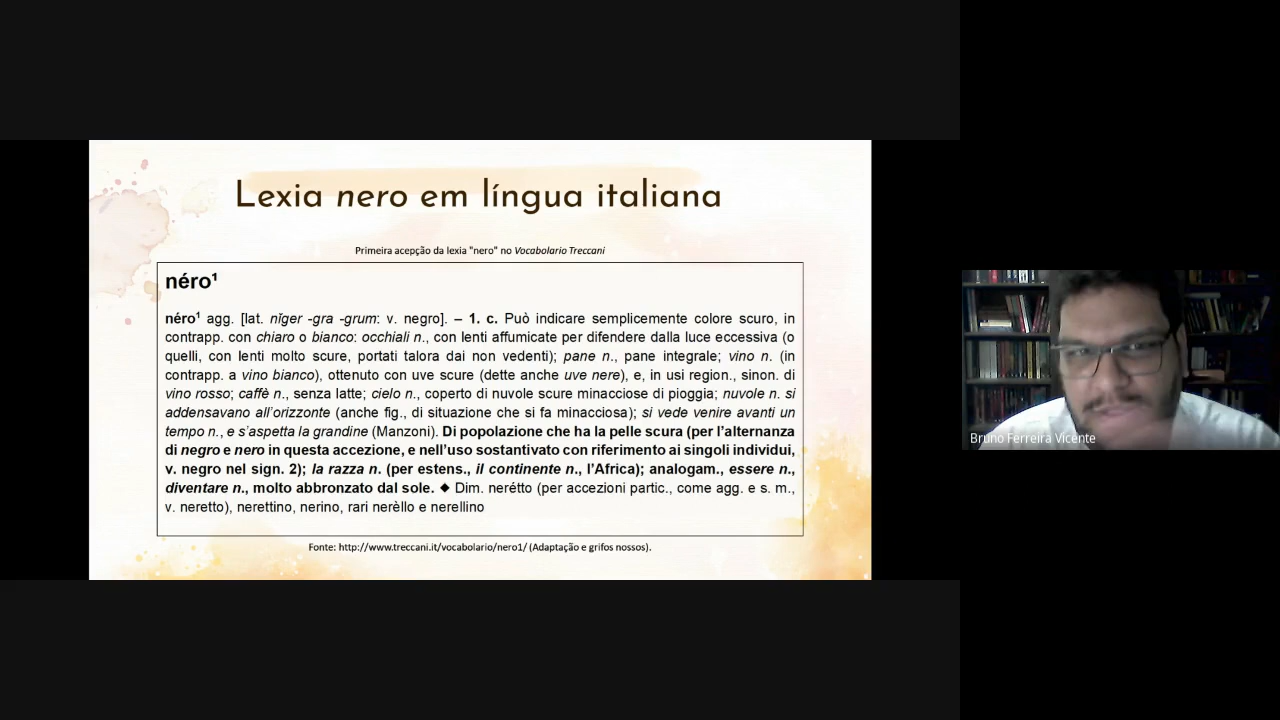 Lexia nero em língua italiana
Primeira acepção da lexia "nero" no Vocabolario Treccani
néro¹
néro¹ agg. [lat. nĭger -gra -grum: v. negro]. – 1. c. Può indicare semplicemente colore scuro, in
contrapp. con chiaro o bianco: occhiali n., con lenti affumicate per difendere dalla luce eccessiva (o
quelli, con lenti molto scure, portati talora dai non vedenti); pane n., pane integrale; vino n. (in
contrapp. a vino bianco), ottenuto con uve scure (dette anche uve nere), e, in usi region., sinon. di
vino rosso; caffè n., senza latte; cielo n., coperto di nuvole scure minacciose di pioggia; nuvole n. si
addensavano all’orizzonte (anche fig., di situazione che si fa minacciosa); si vede venire avanti un
tempo n., e s’aspetta la grandine (Manzoni). Di popolazione che ha la pelle scura (per l’alternanza
di negro e nero in questa accezione, e nell’uso sostantivato con riferimento ai singoli individui,
v. negro nel sign. 2); la razza n. (per estens., il continente n., l’Africa); analogam., essere n.,
diventare n., molto abbronzato dal sole. ◆ Dim. nerétto (per accezioni partic., come agg. e s. m.,
v. neretto), nerettino, nerino, rari nerèllo e nerellino
Fonte: http://www.treccani.it/vocabolario/nero1/ (Adaptação e grifos nossos).
Bruno Ferreira Vicente